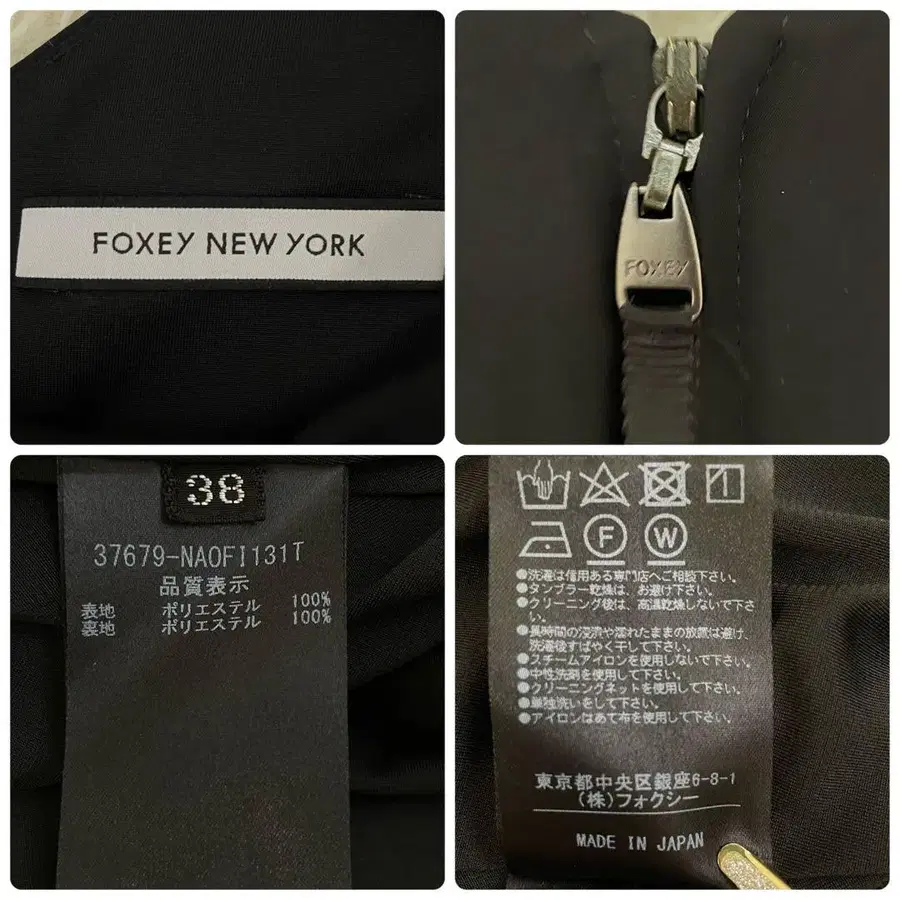 FOXEY NEW YORK
FOXEY
38
37679-NAOFI131T
品質表示
表地 ポリエステル 100%
裏地 ポリエステル 100%
1
F W
●洗濯は信用ある専門店へご相談下さい。
●タンブラー乾燥は、お避け下さい。
●クリーニング後は、高温乾燥しないで下さ
い。
●長時間の浸漬や濡れたままの放置は避け、
洗濯後すばやく干して下さい。
●スチームアイロンを使用しないで下さい。
●中性洗剤を使用して下さい。
●クリーニングネットを使用して下さい。
●単独洗いをして下さい。
●アイロンはあて布を使用して下さい。
東京都中央区銀座6-8-1
(株)フォクシー
MADE IN JAPAN